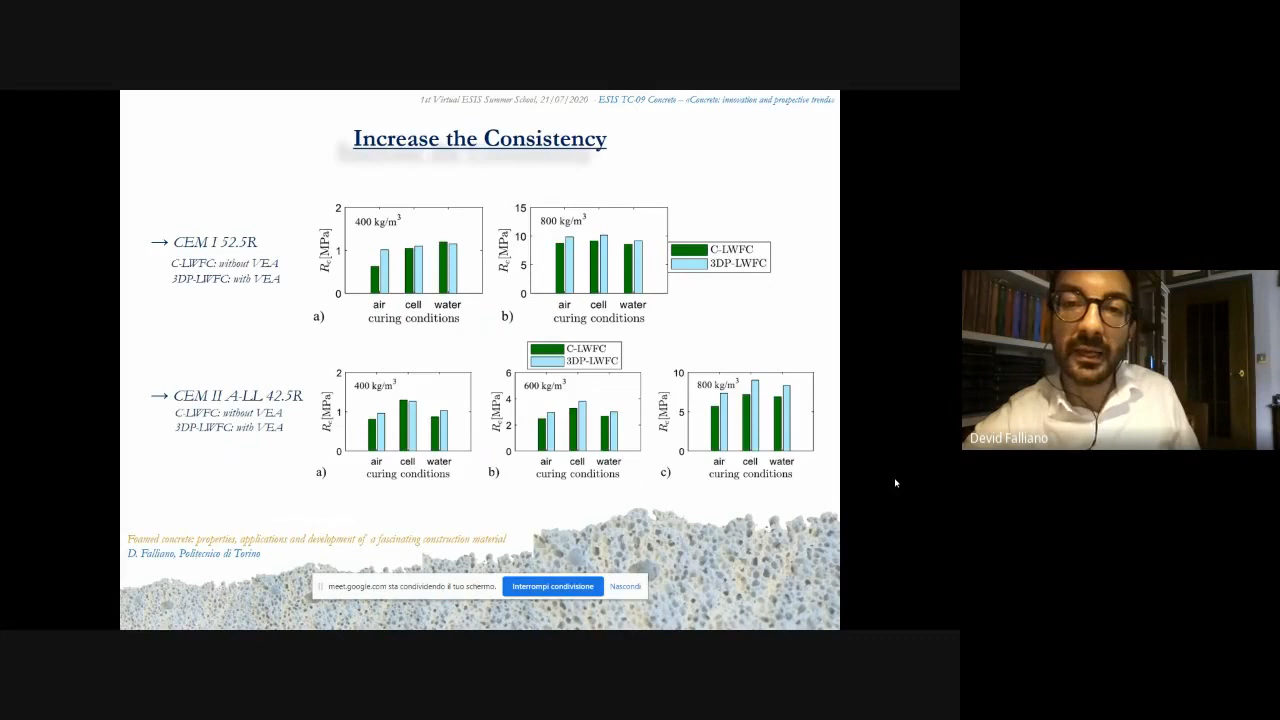 1st Virtual ESIS Summer School, 21/07/2020 - ESIS TC-09 Concrete – «Concrete: innovation and prospective trends»
Increase the Consistency
→ CEM I 52.5R
C-LWFC: without VEA
3DP-LWFC: with VEA
2
1
0
R_c [MPa]
400 kg/m³
air cell water
curing conditions
a)
15
10
5
0
R_c [MPa]
800 kg/m³
air cell water
curing conditions
b)
C-LWFC
3DP-LWFC
C-LWFC
3DP-LWFC
→ CEM II A-LL 42.5R
C-LWFC: without VEA
3DP-LWFC: with VEA
2
1
0
R_c [MPa]
400 kg/m³
air cell water
curing conditions
a)
6
4
2
0
R_c [MPa]
600 kg/m³
air cell water
curing conditions
b)
10
5
0
R_c [MPa]
800 kg/m³
air cell water
curing conditions
c)
Foamed concrete: properties, applications and development of a fascinating construction material
D. Falliano, Politecnico di Torino
meet.google.com sta condividendo il tuo schermo. Interrompi condivisione Nascondi
Devid Falliano